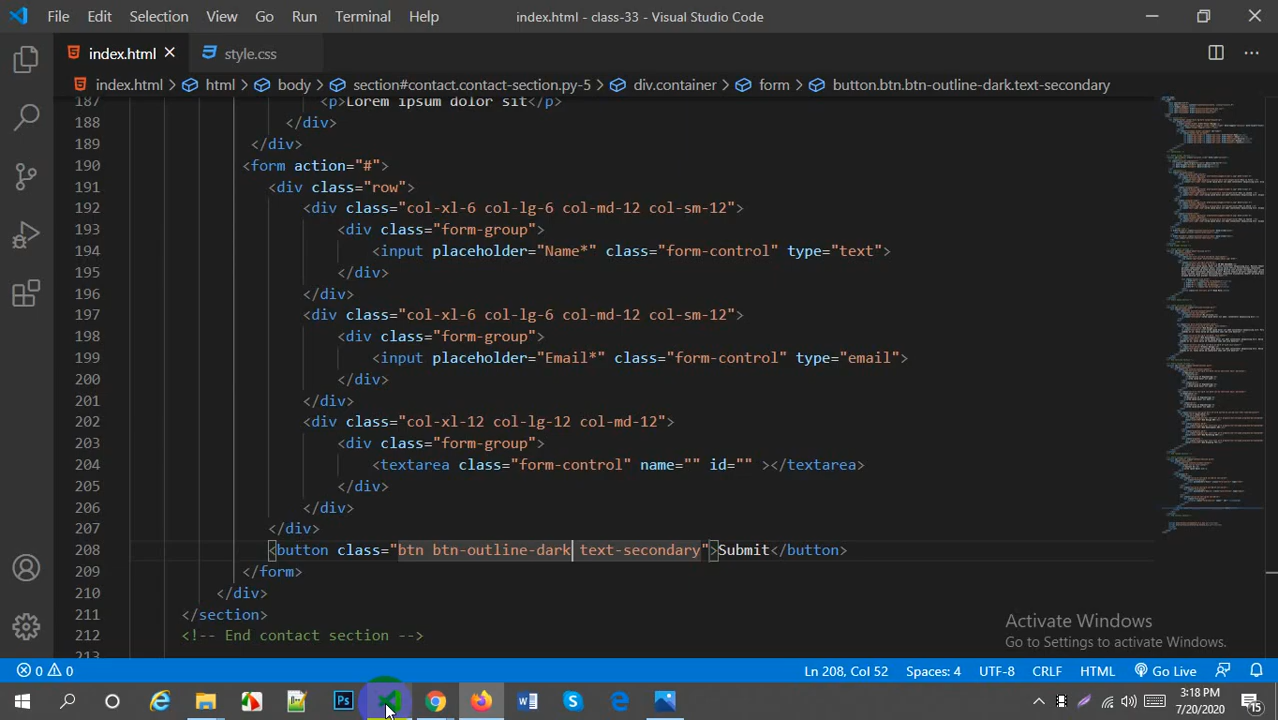 File Edit Selection View Go Run Terminal Help index.html - class-33 - Visual Studio Code
index.html style.css
index.html html body section#contact.contact-section.py-5 div.container form button.btn.btn-outline-dark.text-secondary
187 <p>Lorem ipsum dolor sit</p>
188 </div>
189 </div>
190 <form action="#">
191 <div class="row">
192 <div class="col-xl-6 col-lg-6 col-md-12 col-sm-12">
193 <div class="form-group">
194 <input placeholder="Name*" class="form-control" type="text">
195 </div>
196 </div>
197 <div class="col-xl-6 col-lg-6 col-md-12 col-sm-12">
198 <div class="form-group">
199 <input placeholder="Email*" class="form-control" type="email">
200 </div>
201 </div>
202 <div class="col-xl-12 col-lg-12 col-md-12">
203 <div class="form-group">
204 <textarea class="form-control" name="" id="" ></textarea>
205 </div>
206 </div>
207 </div>
208 <button class="btn btn-outline-dark text-secondary">Submit</button>
209 </form>
210 </div>
211 </section>
212 <!-- End contact section -->
213
Activate Windows
Go to Settings to activate Windows.
0 0 Ln 208, Col 52 Spaces: 4 UTF-8 CRLF HTML Go Live
Ps
3:18 PM
7/20/2020
15